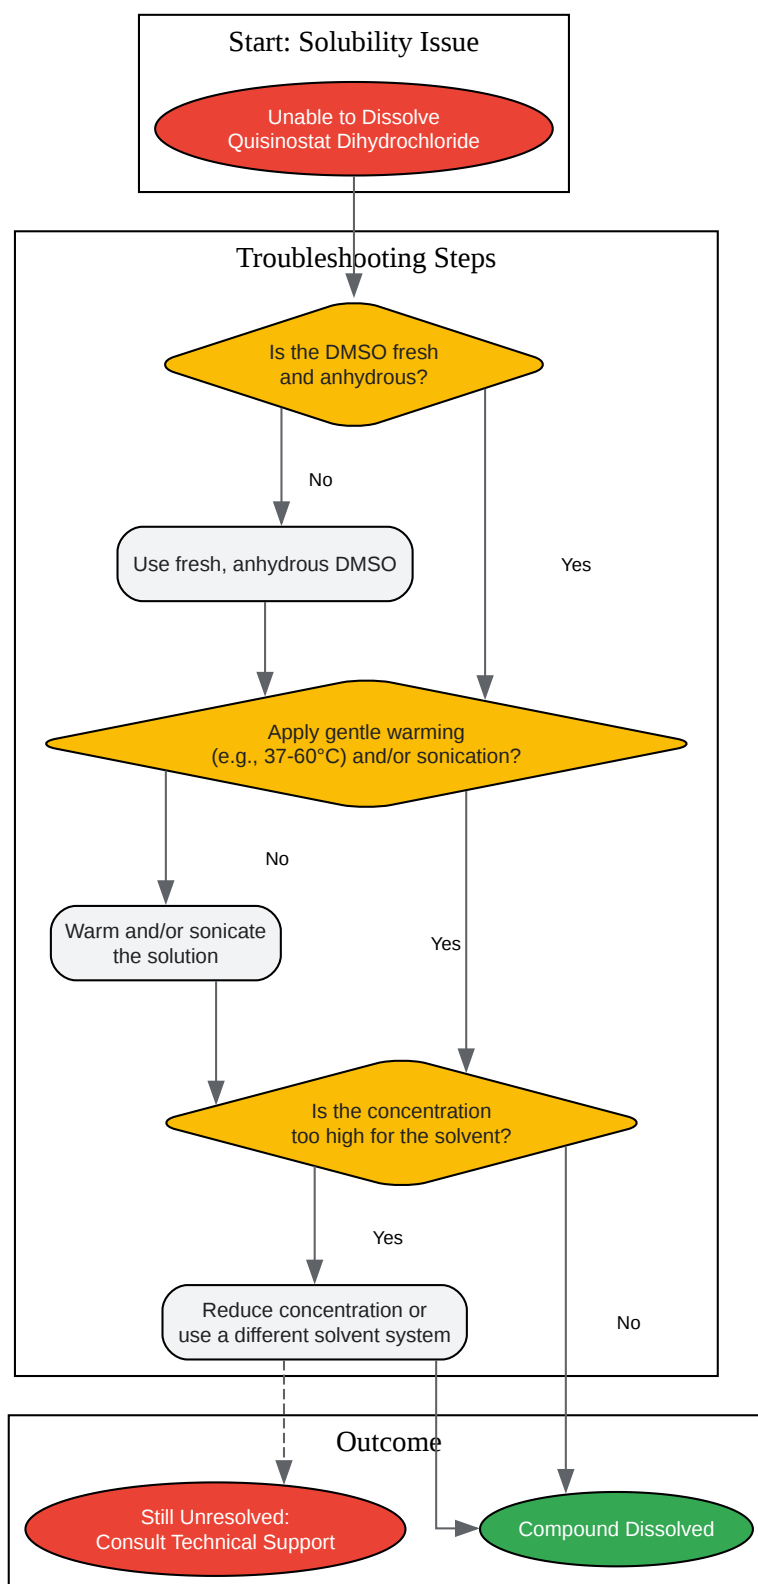 Start: Solubility Issue
Unable to Dissolve
Quisinostat Dihydrochloride
Troubleshooting Steps
Is the DMSO fresh
and anhydrous?
No
Yes
Use fresh, anhydrous DMSO
Apply gentle warming
(e.g., 37-60°C) and/or sonication?
No
Yes
Warm and/or sonicate
the solution
Is the concentration
too high for the solvent?
Yes
No
Reduce concentration or
use a different solvent system
Outcome
Still Unresolved:
Consult Technical Support
Compound Dissolved